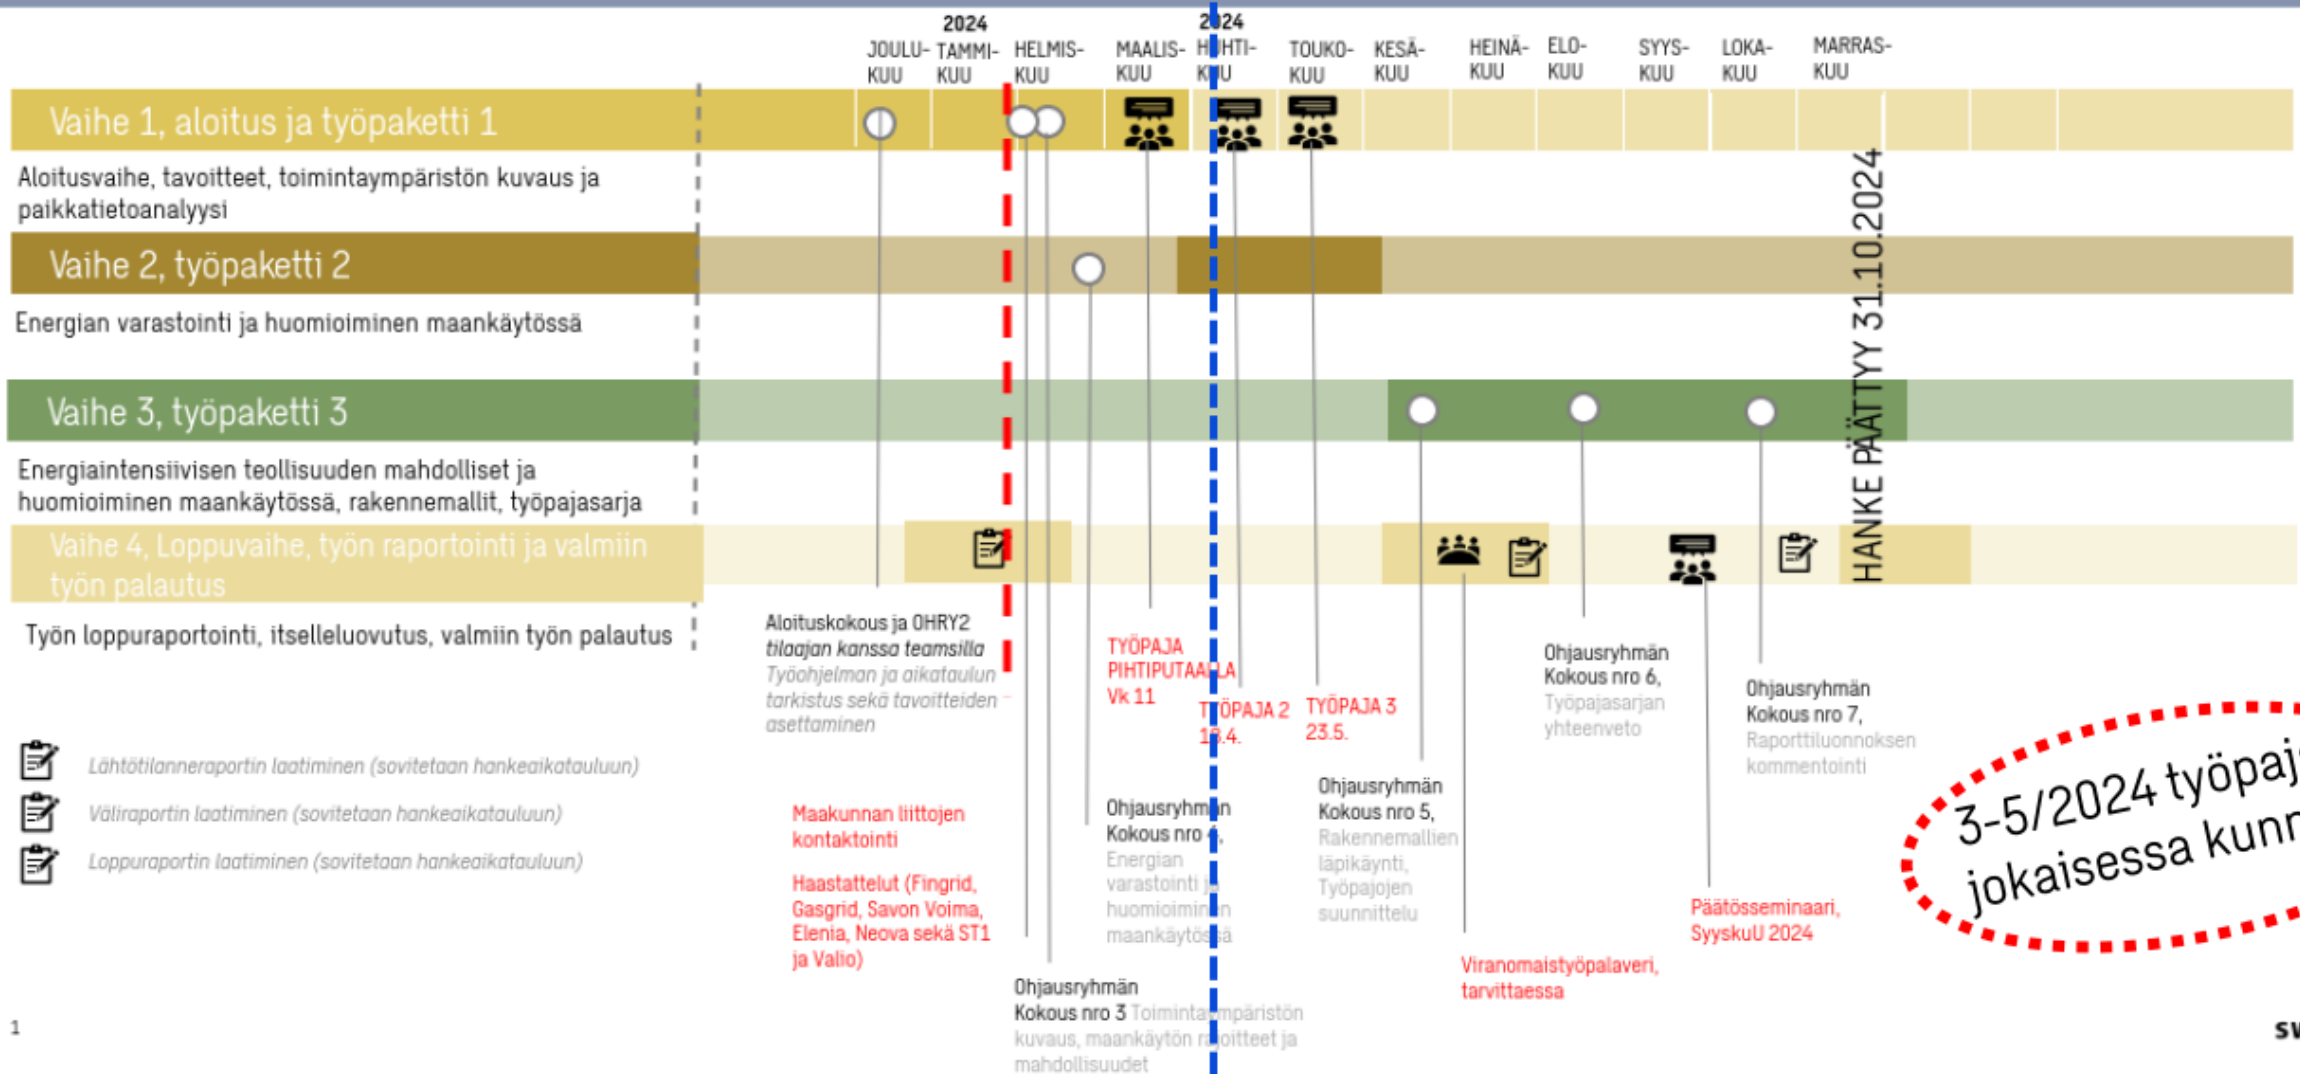 2024
2024
JOULU-
KUU
TAMMI-
KUU
HELMIS-
KUU
MAALIS-
KUU
HUHTI-
KUU
TOUKO-
KUU
KESÄ-
KUU
HEINÄ-
KUU
ELO-
KUU
SYYS-
KUU
LOKA-
KUU
MARRAS-
KUU
Vaihe 1, aloitus ja työpaketti 1
Aloitusvaihe, tavoitteet, toimintaympäristön kuvaus ja
paikkatietoanalyysi
Vaihe 2, työpaketti 2
Energian varastointi ja huomioiminen maankäytössä
Vaihe 3, työpaketti 3
Energiaintensiivisen teollisuuden mahdolliset ja
huomioiminen maankäytössä, rakennemallit, työpajasarja
Vaihe 4, Loppuvaihe, työn raportointi ja valmiin
työn palautus
Työn loppuraportointi, itselleluovutus, valmiin työn palautus
HANKE PÄÄTTYY 31.10.2024
Lähtötilanneraportin laatiminen (sovitetaan hankeaikatauluun)
Väliraportin laatiminen (sovitetaan hankeaikatauluun)
Loppuraportin laatiminen (sovitetaan hankeaikatauluun)
Aloituskokous ja OHRY2
tilaajan kanssa teamsilla
Työohjelman ja aikataulun
tarkistus sekä tavoitteiden
asettaminen
Maakunnan liittojen
kontaktointi
Haastattelut (Fingrid,
Gasgrid, Savon Voima,
Elenia, Neova sekä ST1
ja Valio)
Ohjausryhmän
Kokous nro 3 Toimintaympäristön
kuvaus, maankäytön rajoitteet ja
mahdollisuudet
TYÖPAJA
PIHTIPUTAALLA
Vk 11
Ohjausryhmän
Kokous nro 4,
Energian
varastointi ja
huomioiminen
maankäytössä
TYÖPAJA 2
TYÖPAJA 3
23.5.
Ohjausryhmän
Kokous nro 5,
Rakennemallien
läpikäynti,
Työpajojen
suunnittelu
Viranomaistyöpalaveri,
tarvittaessa
Ohjausryhmän
Kokous nro 6,
Työpajasarjan
yhteenveto
Päätösseminaari,
SyyskuU 2024
Ohjausryhmän
Kokous nro 7,
Raporttiluonnoksen
kommentointi
3-5/2024
jokaisessa
1